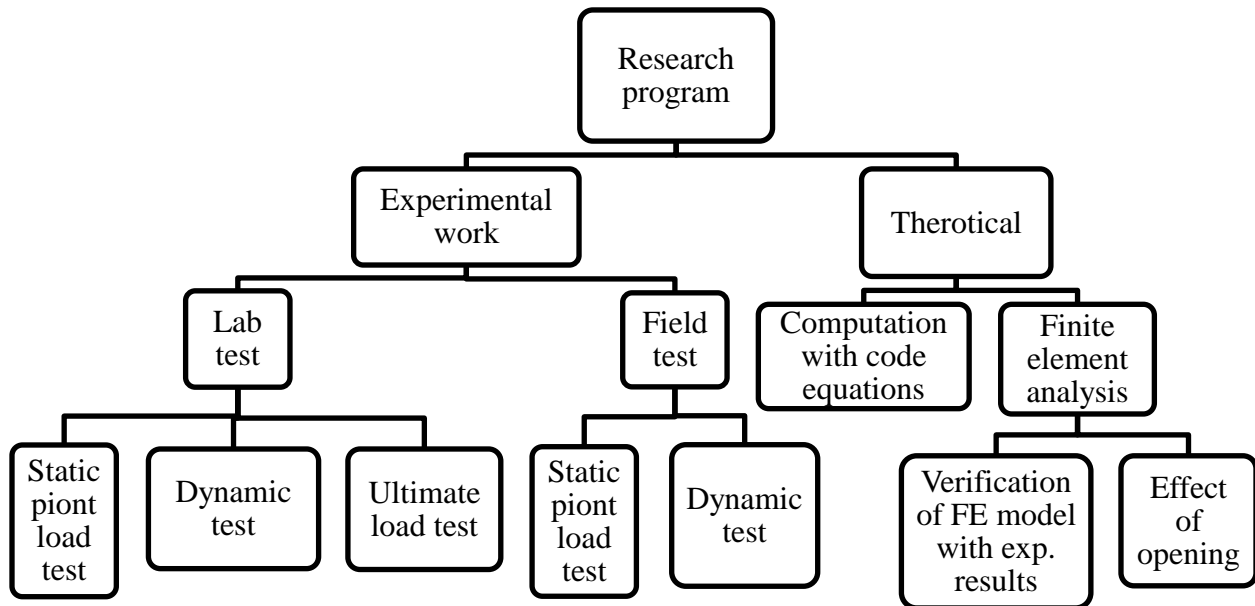 Research
program
Experimental
work
Therotical
Lab
test
Field
test
Computation
with code
equations
Finite
element
analysis
Static
piont
load
test
Dynamic
test
Ultimate
load test
Static
piont
load
test
Dynamic
test
Verification
of FE model
with exp.
results
Effect
of
opening